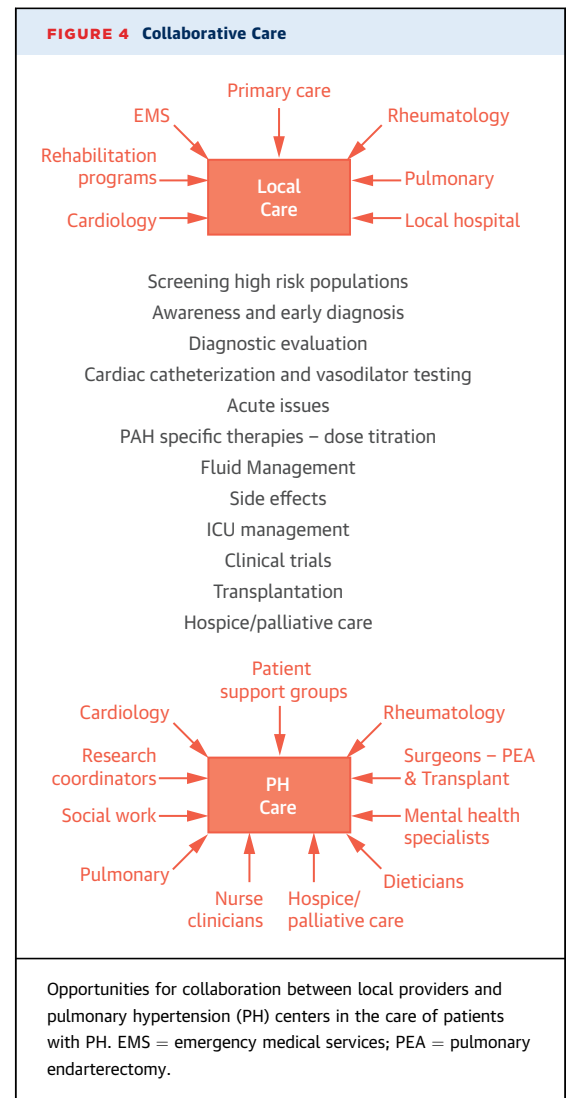 FIGURE 4 Collaborative Care
Primary care
EMS
Rheumatology
Rehabilitation
programs
Pulmonary
Cardiology
Local hospital
Local
Care
Screening high risk populations
Awareness and early diagnosis
Diagnostic evaluation
Cardiac catheterization and vasodilator testing
Acute issues
PAH specific therapies – dose titration
Fluid Management
Side effects
ICU management
Clinical trials
Transplantation
Hospice/palliative care
Patient
support groups
Cardiology
Rheumatology
Research
coordinators
Surgeons – PEA
& Transplant
Social work
Mental health
specialists
PH
Care
Pulmonary
Dieticians
Nurse
clinicians
Hospice/
palliative care
Opportunities for collaboration between local providers and
pulmonary hypertension (PH) centers in the care of patients
with PH. EMS = emergency medical services; PEA = pulmonary
endarterectomy.